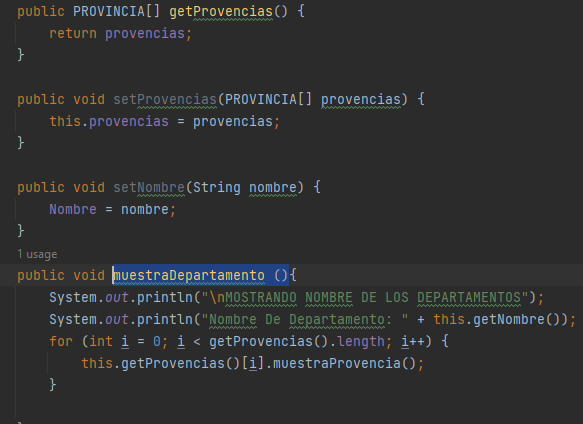 public PROVINCIA[] getProvencias() {
return provencias;
}
public void setProvencias(PROVINCIA[] provencias) {
this.provencias = provencias;
}
public void setNombre(String nombre) {
Nombre = nombre;
}
1 usage
public void muestraDepartamento (){
System.out.println("\nMOSTRANDO NOMBRE DE LOS DEPARTAMENTOS");
System.out.println("Nombre De Departamento: " + this.getNombre());
for (int i = 0; i < getProvencias().length; i++) {
this.getProvencias()[i].muestraProvencia();
}